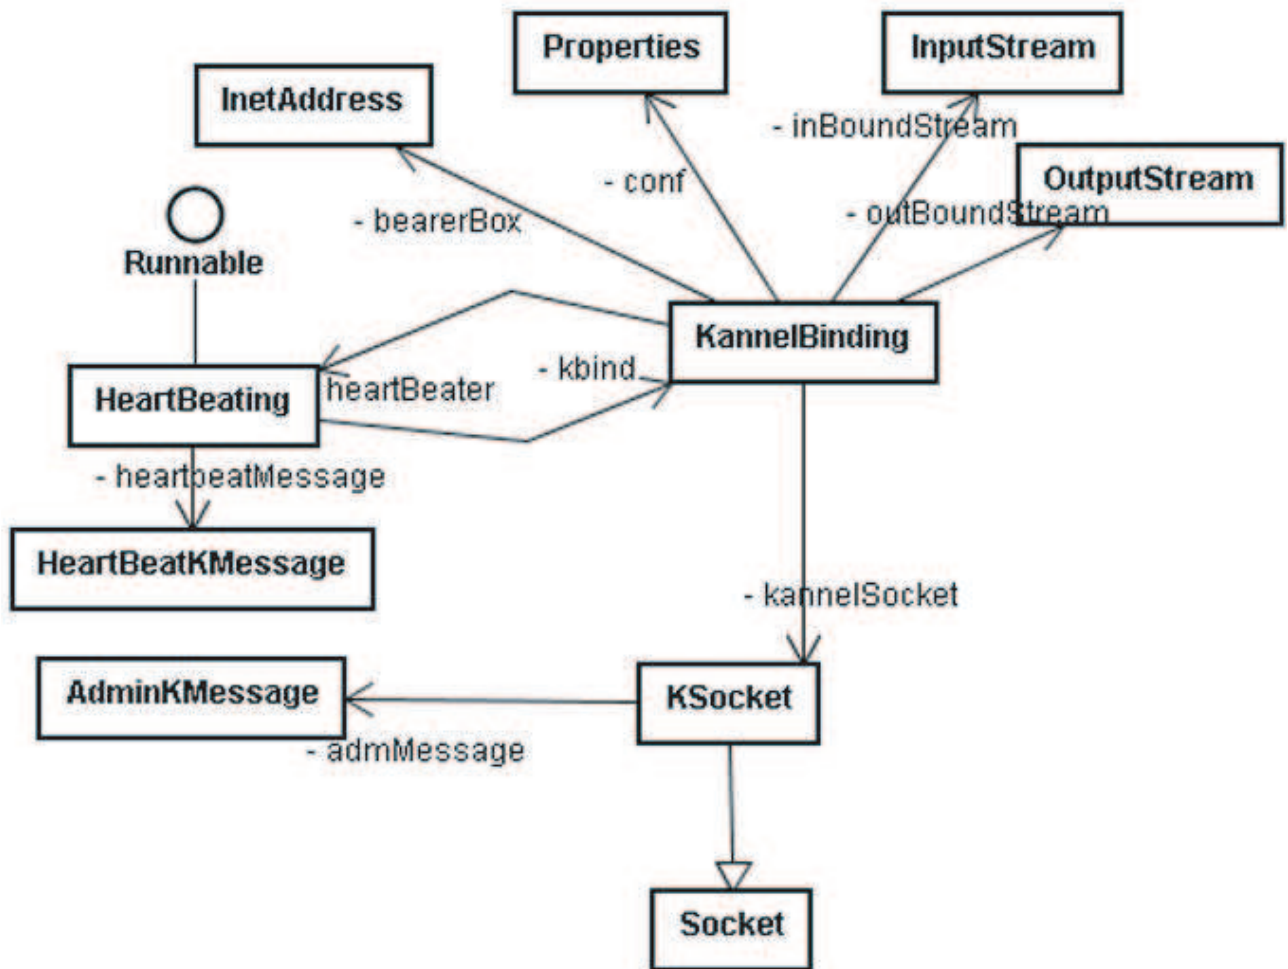 Properties
InputStream
InetAddress
- inBoundStream
- conf
OutputStream
- bearerBox
- outBoundStream
Runnable
KannelBinding
- kbind
heartBeater
HeartBeating
- heartbeatMessage
HeartBeatKMessage
- kannelSocket
AdminKMessage
KSocket
- admMessage
Socket